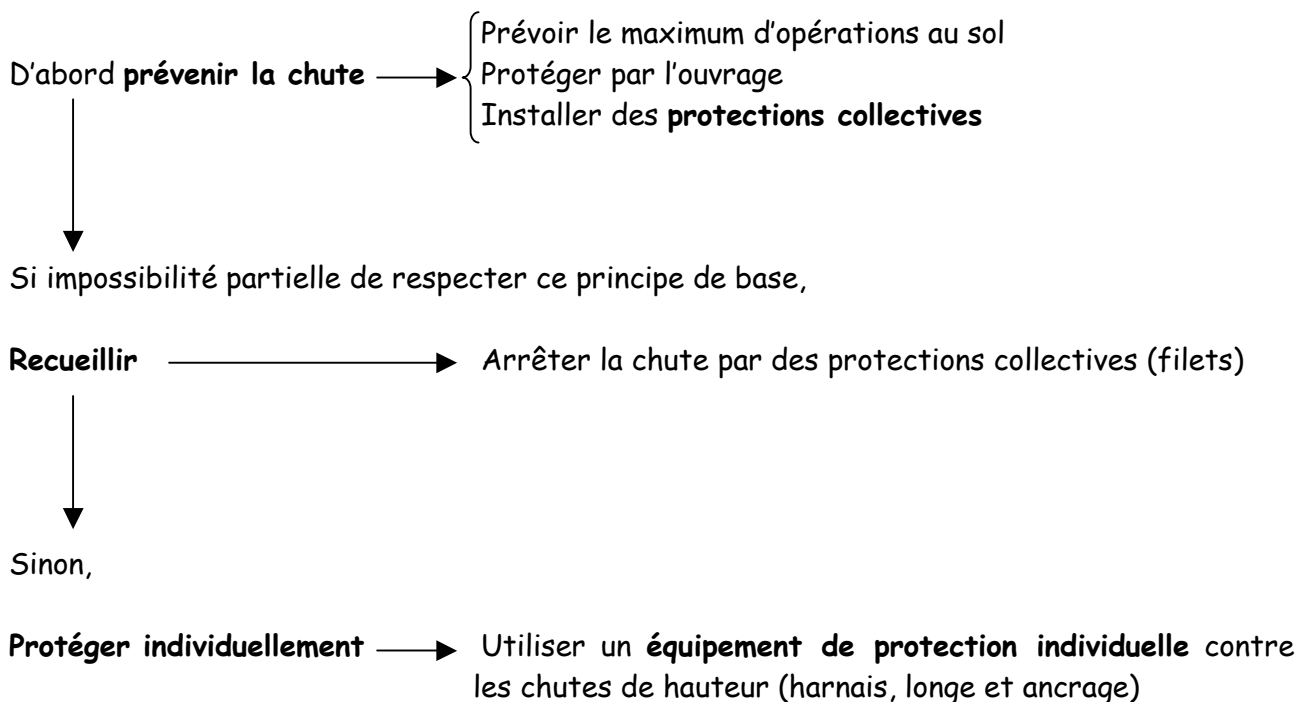 Prévoir le maximum d’opérations au sol
D’abord prévenir la chute
Protéger par l’ouvrage
Installer des protections collectives
Si impossibilité partielle de respecter ce principe de base,
Recueillir
Arrêter la chute par des protections collectives (filets)
Sinon,
Protéger individuellement
Utiliser un équipement de protection individuelle contre
les chutes de hauteur (harnais, longe et ancrage)